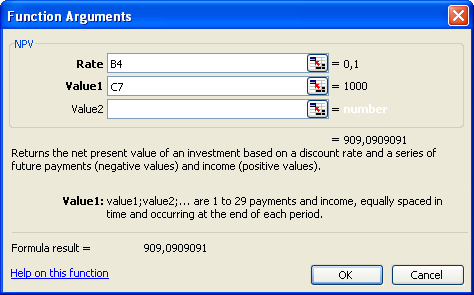 Function Arguments
NPV
Rate B4 = 0,1
Value1 C7 = 1000
Value2 = number
= 909,0909091
Returns the net present value of an investment based on a discount rate and a series of
future payments (negative values) and income (positive values).
Value1: value1;value2;... are 1 to 29 payments and income, equally spaced in
time and occurring at the end of each period.
Formula result = 909,0909091
Help on this function OK Cancel